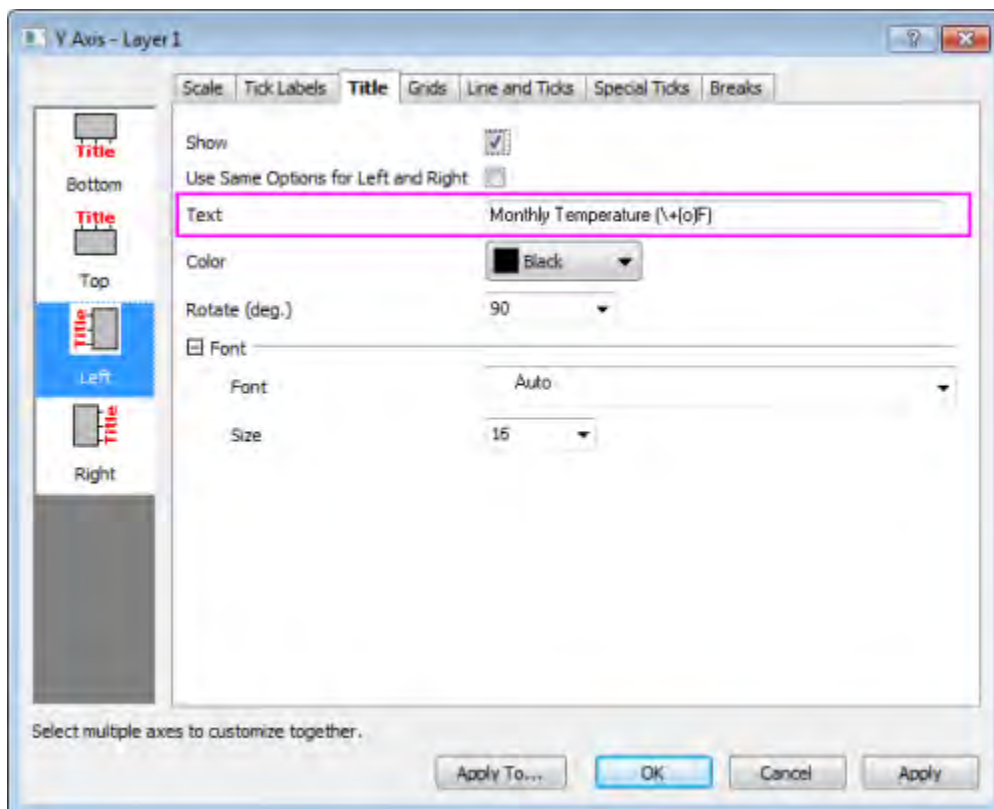 Y Axis - Layer 1
Scale Tick Labels Title Grids Line and Ticks Special Ticks Breaks
Title
Bottom
Title
Top
Title
Left
Title
Right
Show
Use Same Options for Left and Right
Text Monthly Temperature (\+(o)F)
Color Black
Rotate (deg.) 90
Font
Font Auto
Size 16
Select multiple axes to customize together.
Apply To... OK Cancel Apply